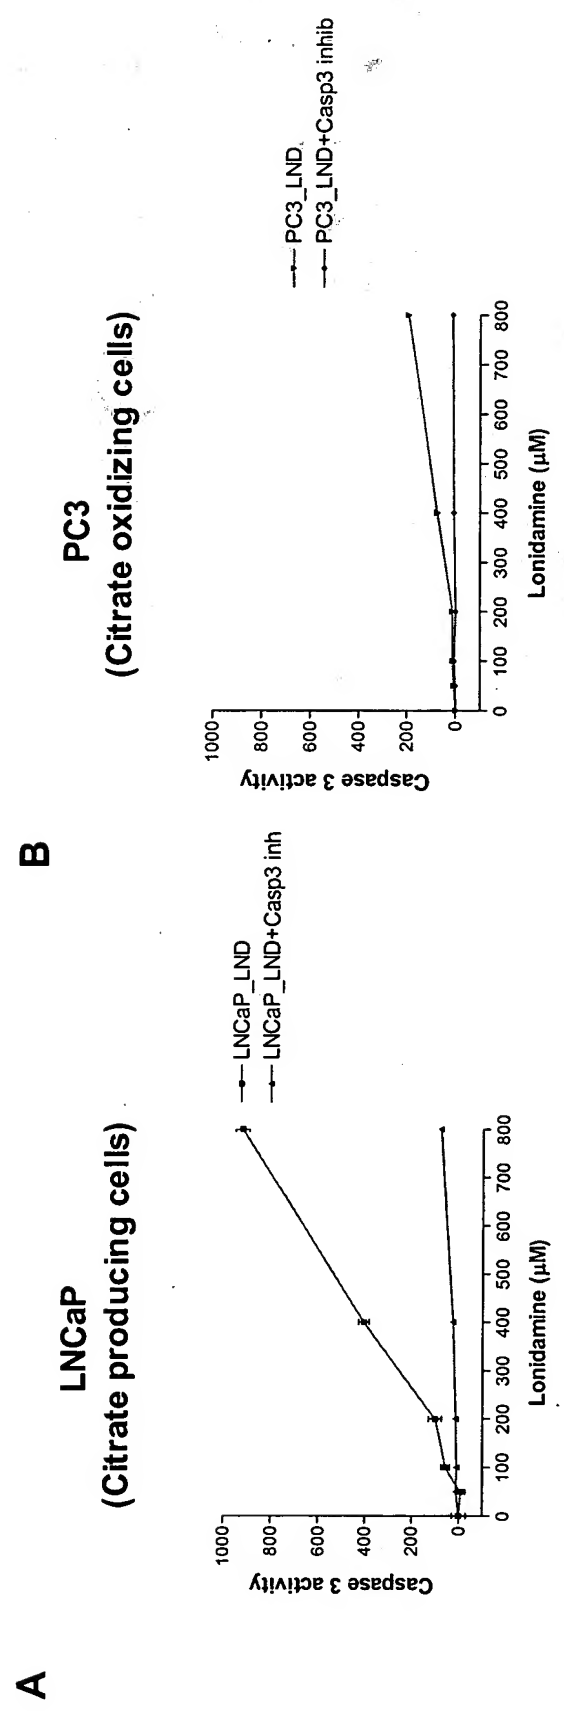 A
LNCaP
(Citrate producing cells)
LNCaP_LND
LNCaP_LND+Casp3 inh
Caspase 3 activity
1000
800
600
400
200
0
0 100 200 300 400 500 600 700 800
Lonidamine (µM)
B
PC3
(Citrate oxidizing cells)
PC3_LND
PC3_LND+Casp3 inhib
Caspase 3 activity
1000
800
600
400
200
0
0 100 200 300 400 500 600 700 800
Lonidamine (µM)